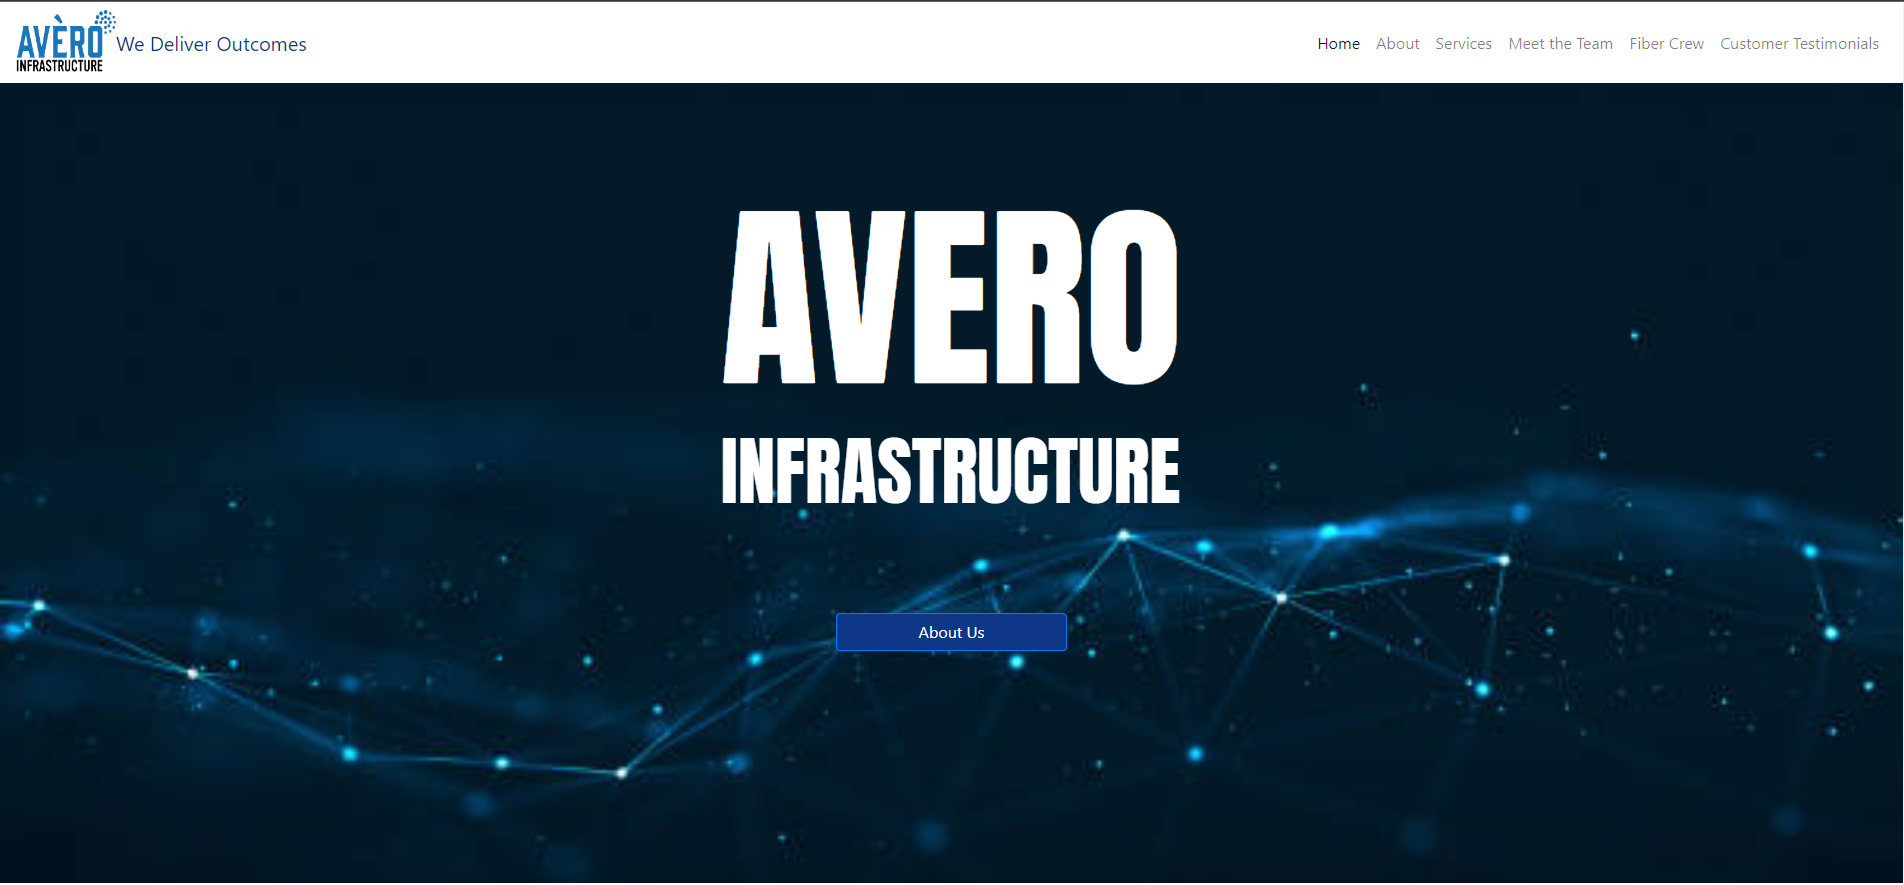 AVÈRO
INFRASTRUCTURE
We Deliver Outcomes
Home About Services Meet the Team Fiber Crew Customer Testimonials
AVERO
INFRASTRUCTURE
About Us